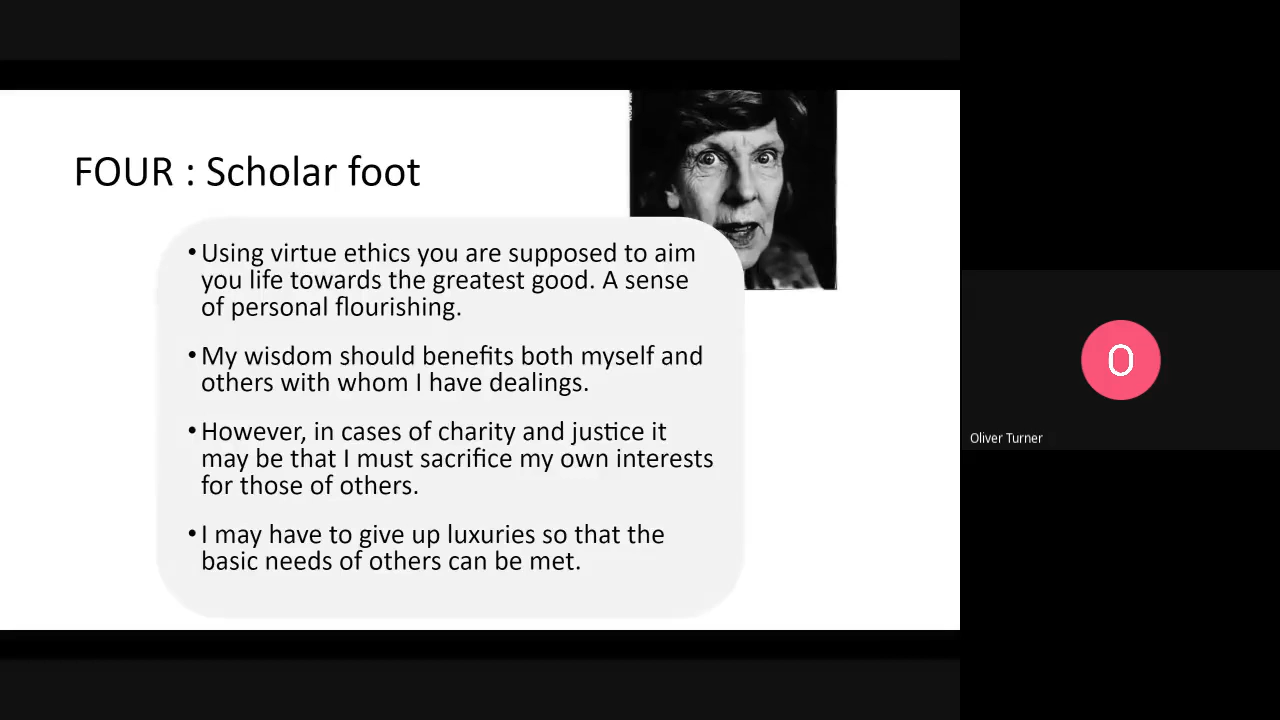 FOUR : Scholar foot
•Using virtue ethics you are supposed to aim
you life towards the greatest good. A sense
of personal flourishing.
•My wisdom should benefits both myself and
others with whom I have dealings.
•However, in cases of charity and justice it
may be that I must sacrifice my own interests
for those of others.
•I may have to give up luxuries so that the
basic needs of others can be met.
O
Oliver Turner